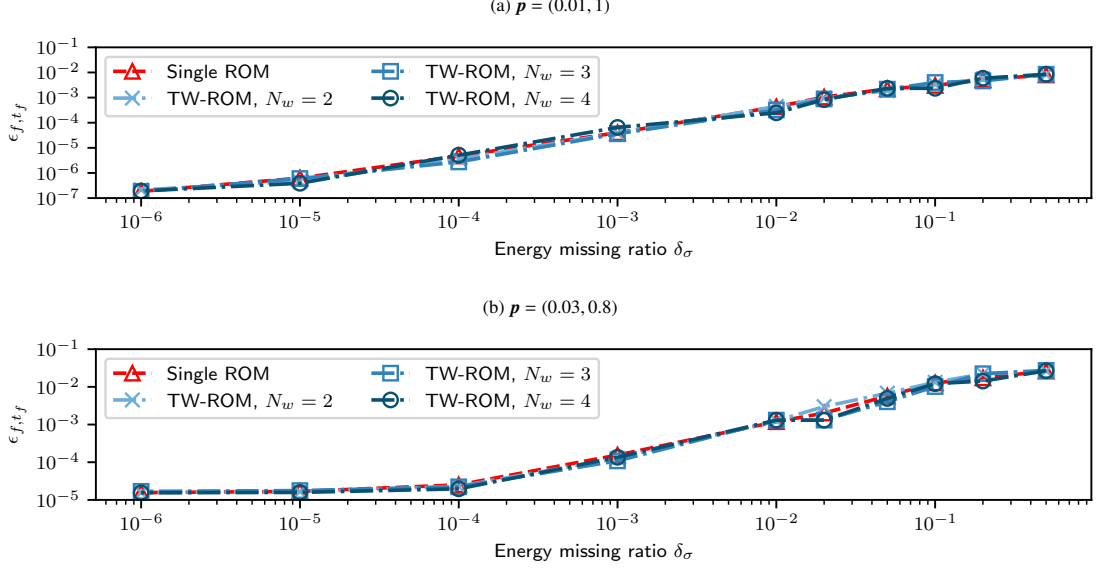 (a) p = (0.01, 1)
10⁻¹
10⁻²
10⁻³
10⁻⁴
10⁻⁵
10⁻⁶
10⁻⁷
ϵ_{f,t_f}
Single ROM
TW-ROM, N_w = 2
TW-ROM, N_w = 3
TW-ROM, N_w = 4
10⁻⁶ 10⁻⁵ 10⁻⁴ 10⁻³ 10⁻² 10⁻¹
Energy missing ratio δ_σ
(b) p = (0.03, 0.8)
10⁻¹
10⁻²
10⁻³
10⁻⁴
10⁻⁵
ϵ_{f,t_f}
Single ROM
TW-ROM, N_w = 2
TW-ROM, N_w = 3
TW-ROM, N_w = 4
10⁻⁶ 10⁻⁵ 10⁻⁴ 10⁻³ 10⁻² 10⁻¹
Energy missing ratio δ_σ